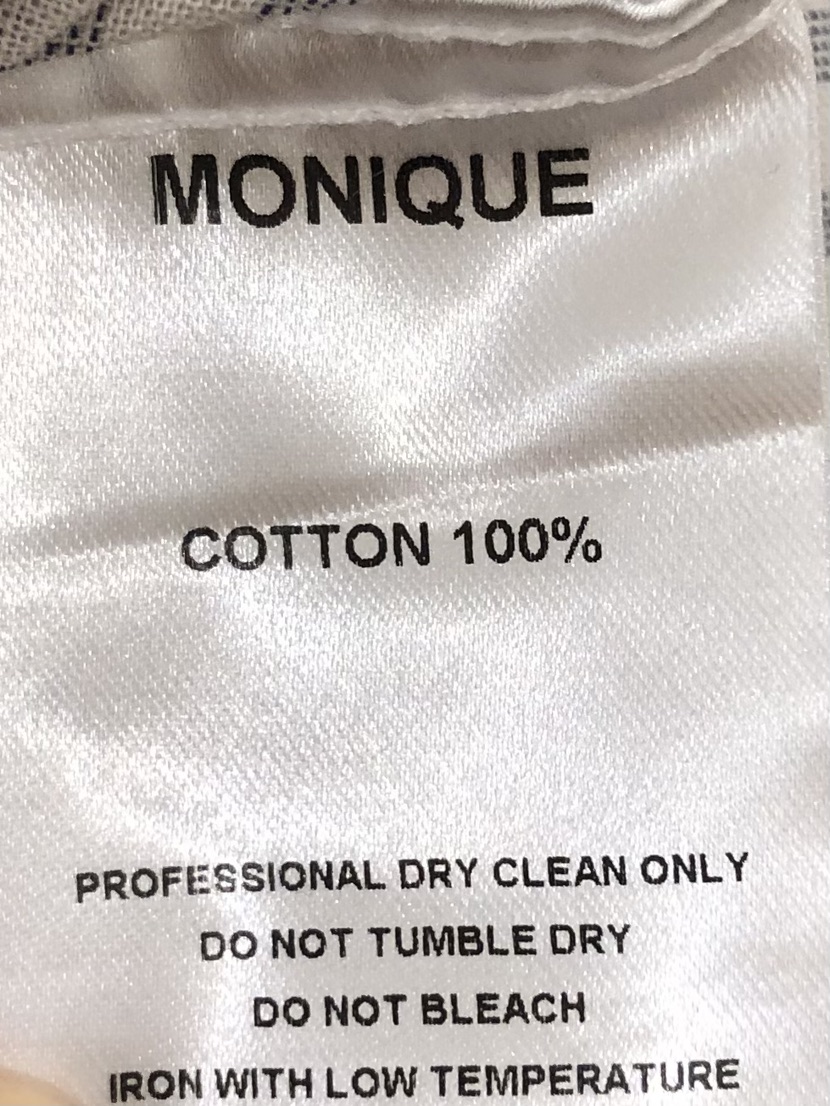 MONIQUE
COTTON 100%
PROFESSIONAL DRY CLEAN ONLY
DO NOT TUMBLE DRY
DO NOT BLEACH
IRON WITH LOW TEMPERATURE